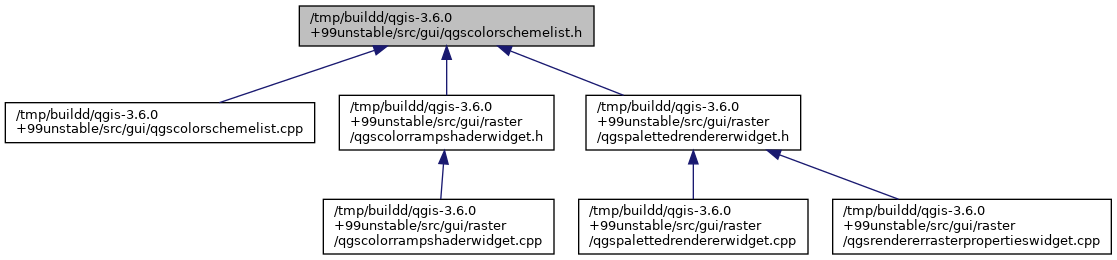 /tmp/buildd/qgis-3.6.0
+99unstable/src/gui/qgscolorschemelist.h
/tmp/buildd/qgis-3.6.0
+99unstable/src/gui/qgscolorschemelist.cpp
/tmp/buildd/qgis-3.6.0
+99unstable/src/gui/raster
/qgscolorrampshaderwidget.h
/tmp/buildd/qgis-3.6.0
+99unstable/src/gui/raster
/qgspalettedrendererwidget.h
/tmp/buildd/qgis-3.6.0
+99unstable/src/gui/raster
/qgscolorrampshaderwidget.cpp
/tmp/buildd/qgis-3.6.0
+99unstable/src/gui/raster
/qgspalettedrendererwidget.cpp
/tmp/buildd/qgis-3.6.0
+99unstable/src/gui/raster
/qgsrendererrasterpropertieswidget.cpp